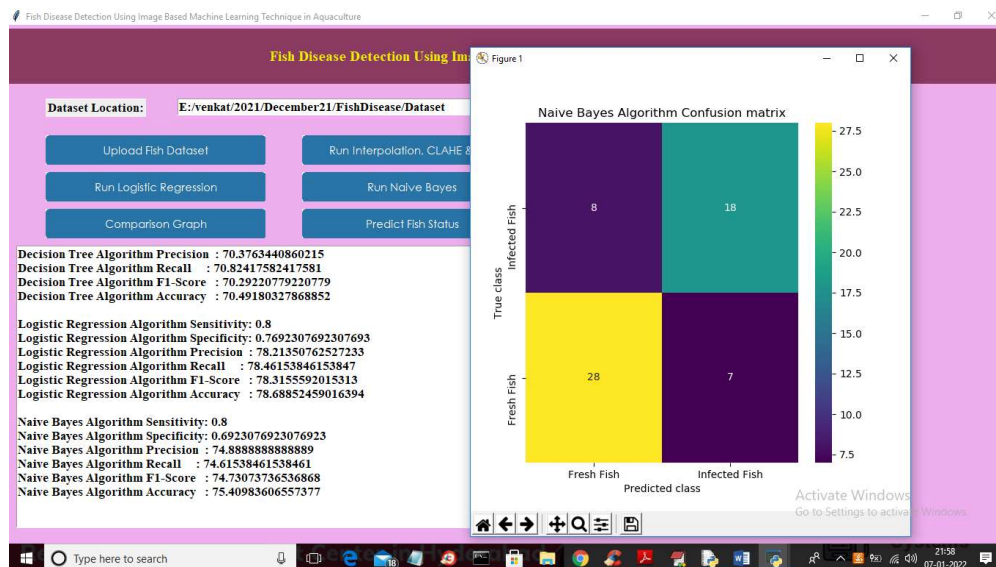 Fish Disease Detection Using Image Based Machine Learning Technique in Aquaculture
Fish Disease Detection Using Im
Dataset Location:
E:/venkat/2021/December21/FishDisease/Dataset
Upload Fish Dataset
Run Interpolation, CLAHE &
Run Logistic Regression
Run Naive Bayes
Comparison Graph
Predict Fish Status
Decision Tree Algorithm Precision : 70.3763440860215
Decision Tree Algorithm Recall : 70.82417582417581
Decision Tree Algorithm F1-Score : 70.29220779220779
Decision Tree Algorithm Accuracy : 70.49180327868852
Logistic Regression Algorithm Sensitivity: 0.8
Logistic Regression Algorithm Specificity: 0.7692307692307693
Logistic Regression Algorithm Precision : 78.21350762527233
Logistic Regression Algorithm Recall : 78.46153846153847
Logistic Regression Algorithm F1-Score : 78.3155592015313
Logistic Regression Algorithm Accuracy : 78.68852459016394
Naive Bayes Algorithm Sensitivity: 0.8
Naive Bayes Algorithm Specificity: 0.6923076923076923
Naive Bayes Algorithm Precision : 74.8888888888889
Naive Bayes Algorithm Recall : 74.61538461538461
Naive Bayes Algorithm F1-Score : 74.73073736536868
Naive Bayes Algorithm Accuracy : 75.40983606557377
Figure 1
Naive Bayes Algorithm Confusion matrix
True class
Infected Fish
Fresh Fish
8
18
28
7
Fresh Fish
Infected Fish
Predicted class
27.5
25.0
22.5
20.0
17.5
15.0
12.5
10.0
7.5
Activate Windows
Go to Settings to activate Windows.
Type here to search
18
21:58
07-01-2022